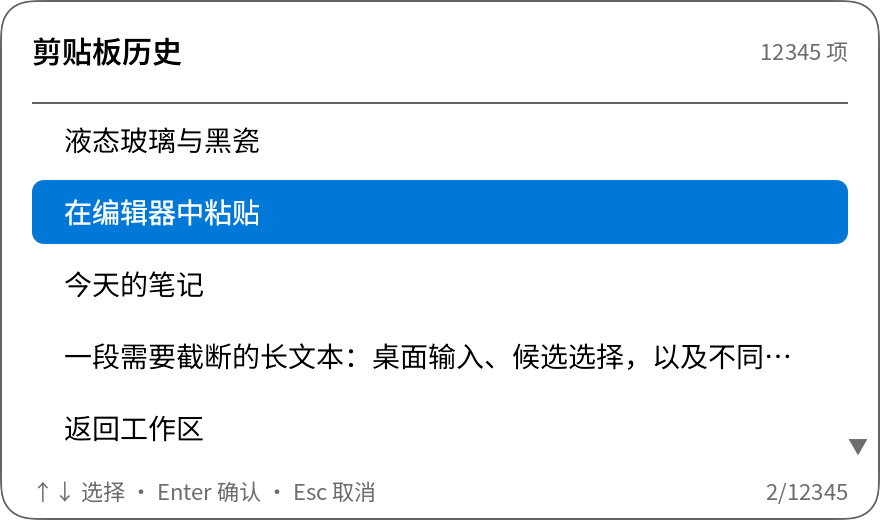 剪贴板历史 12345 项
液态玻璃与黑瓷
在编辑器中粘贴
今天的笔记
一段需要截断的长文本：桌面输入、候选选择，以及不同…
返回工作区
↑↓ 选择 · Enter 确认 · Esc 取消 2/12345